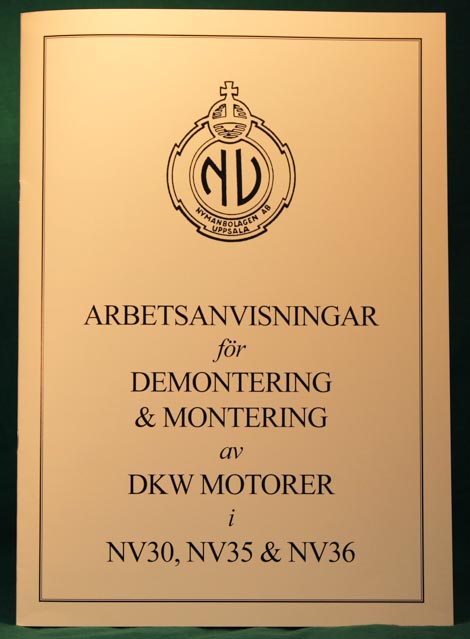 NV
NYMANBOLAGEN AB
UPPSALA
ARBETSANVISNINGAR
för
DEMONTERING
& MONTERING
av
DKW MOTORER
i
NV30, NV35 & NV36